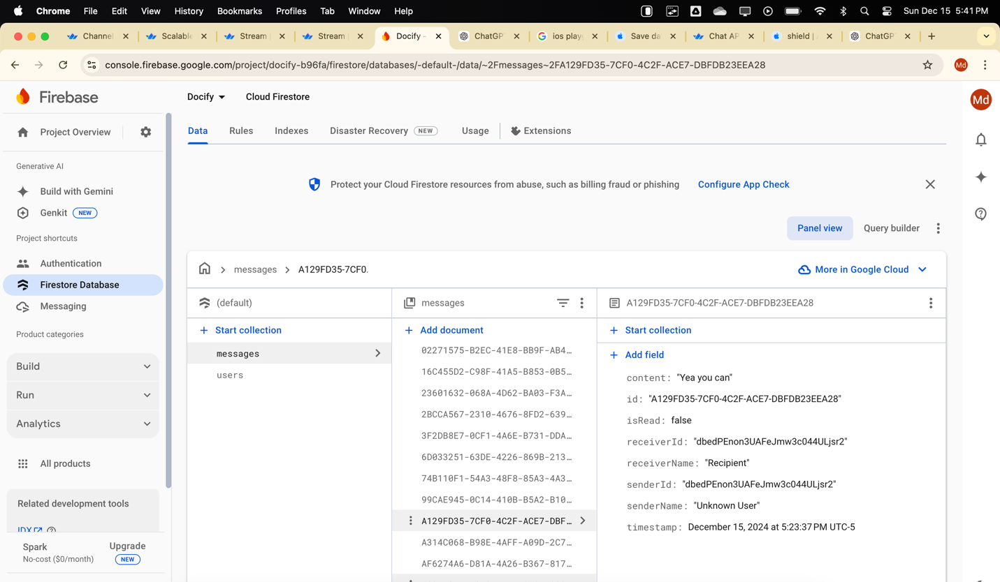 Chrome File Edit View History Bookmarks Profiles Tab Window Help Sun Dec 15 5:41 PM
Channel Scalable Stream Stream Docify - ChatGP ios play Save da Chat AP shield | ChatGP
console.firebase.google.com/project/docify-b96fa/firestore/databases/-default-/data/~2Fmessages~2FA129FD35-7CF0-4C2F-ACE7-DBFDB23EEA28 Md
Firebase Docify Cloud Firestore Md
Project Overview
Data Rules Indexes Disaster Recovery NEW Usage Extensions
Generative AI
Build with Gemini
Genkit NEW
Project shortcuts
Authentication
Firestore Database
Messaging
Product categories
Build
Run
Analytics
All products
Related development tools
IDX
Spark
No-cost ($0/month)
Upgrade
NEW
Protect your Cloud Firestore resources from abuse, such as billing fraud or phishing Configure App Check
Panel view Query builder
messages A129FD35-7CF0. More in Google Cloud
(default)
Start collection
messages
users
messages
Add document
02271575-B2EC-41E8-BB9F-AB4…
16C455D2-C98F-41A5-B853-0B5…
23601632-068A-4D62-BA03-F3A…
2BCCA567-2310-4676-8FD2-639…
3F2DB8E7-0CF1-4A6E-B731-DDA…
6D033251-63DE-4226-869B-213…
74B110F1-54A3-48F8-85A3-4A3…
99CAE945-0C14-410B-B5A2-B10…
A129FD35-7CF0-4C2F-ACE7-DBF…
A314C068-B98E-4AFF-A09D-2C7…
AF6274A6-D81A-4A26-B367-817…
A129FD35-7CF0-4C2F-ACE7-DBFDB23EEA28
Start collection
Add field
content: "Yea you can"
id: "A129FD35-7CF0-4C2F-ACE7-DBFDB23EEA28"
isRead: false
receiverId: "dbedPEnon3UAFeJmw3c044ULjsr2"
receiverName: "Recipient"
senderId: "dbedPEnon3UAFeJmw3c044ULjsr2"
senderName: "Unknown User"
timestamp: December 15, 2024 at 5:23:37 PM UTC-5